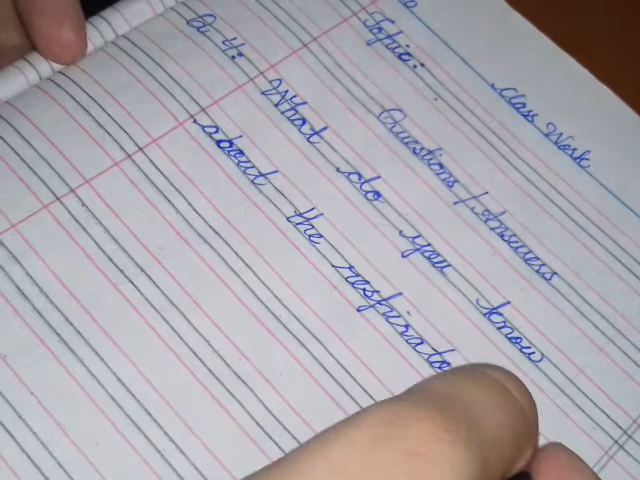 Class Work
Topic:
Questions / Answers
Q 4: What do you know
about the respirato